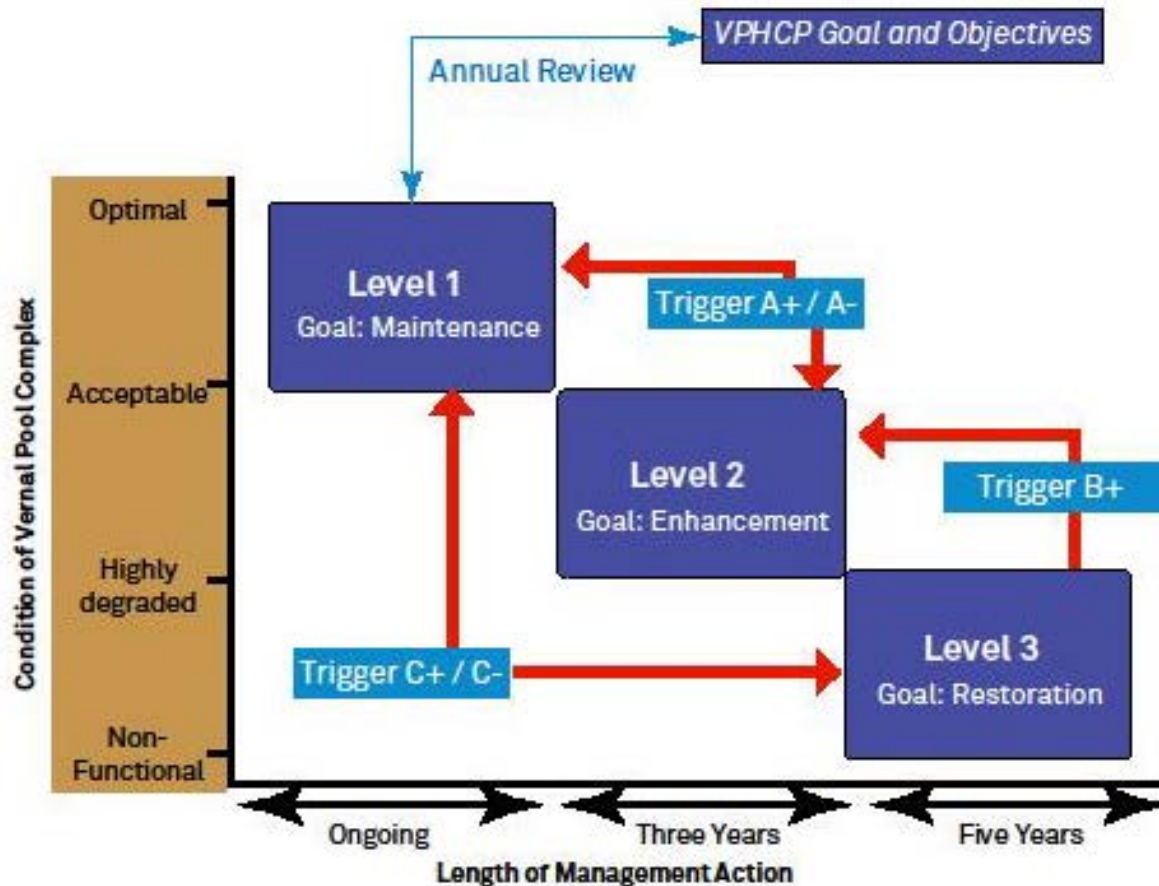 VPHCP Goal and Objectives
Annual Review
Condition of Vernal Pool Complex
Optimal
Acceptable
Highly
degraded
Non-
Functional
Level 1
Goal: Maintenance
Trigger A+ / A-
Level 2
Goal: Enhancement
Trigger B+
Trigger C+ / C-
Level 3
Goal: Restoration
Ongoing
Three Years
Five Years
Length of Management Action